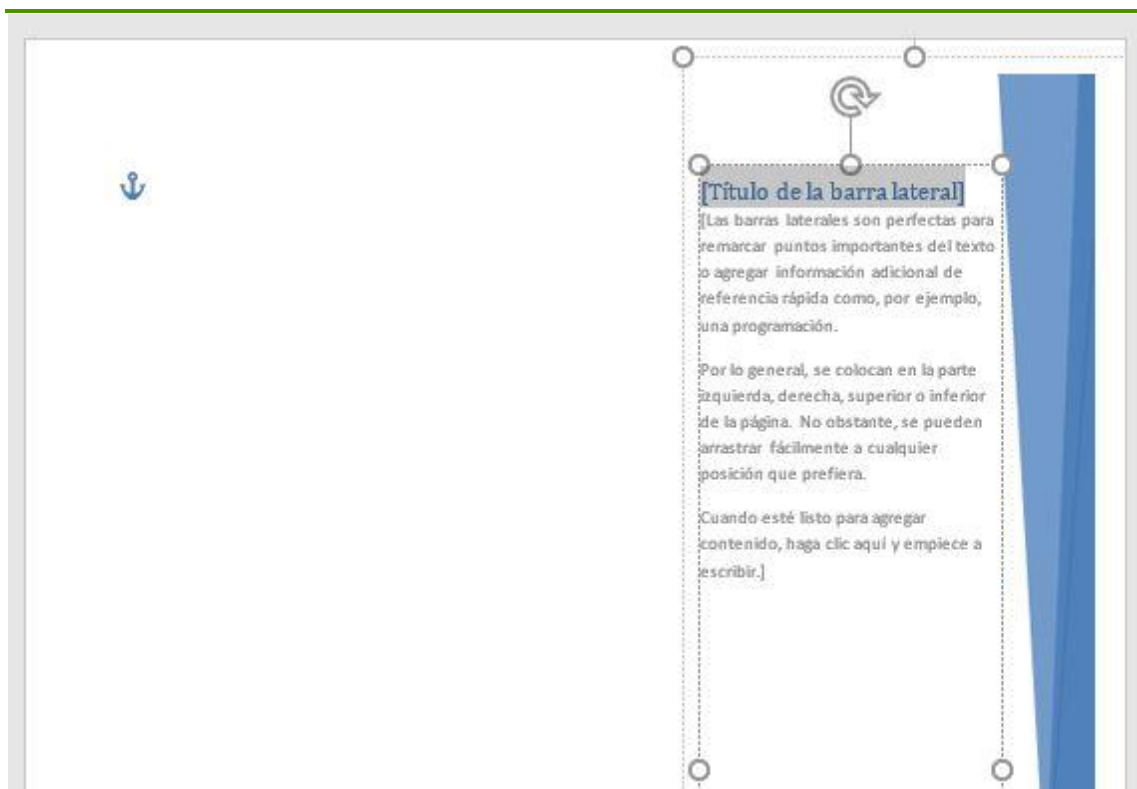 [Título de la barra lateral]
[Las barras laterales son perfectas para
remarcar puntos importantes del texto
o agregar información adicional de
referencia rápida como, por ejemplo,
una programación.
Por lo general, se colocan en la parte
izquierda, derecha, superior o inferior
de la página. No obstante, se pueden
arrastrar fácilmente a cualquier
posición que prefiera.
Cuando esté listo para agregar
contenido, haga clic aquí y empiece a
escribir.]